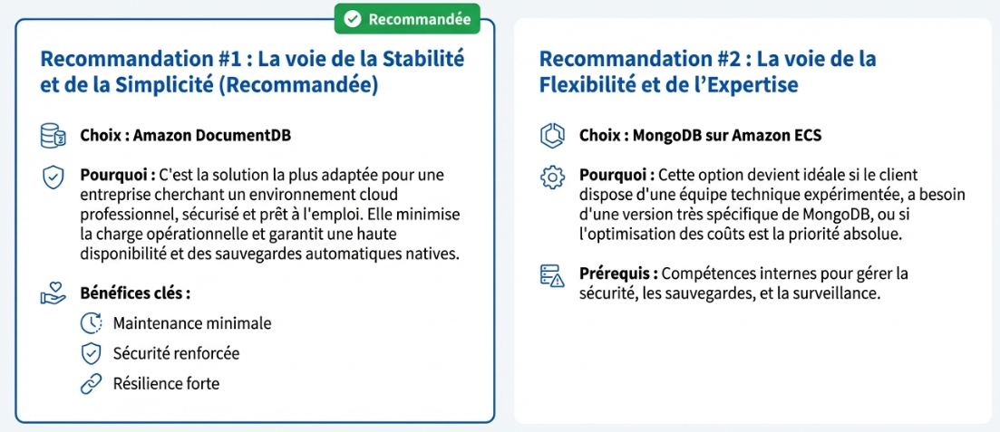 Recommandée
Recommandation #1 : La voie de la Stabilité
et de la Simplicité (Recommandée)
Choix : Amazon DocumentDB
Pourquoi : C'est la solution la plus adaptée pour une
entreprise cherchant un environnement cloud
professionnel, sécurisé et prêt à l'emploi. Elle minimise
la charge opérationnelle et garantit une haute
disponibilité et des sauvegardes automatiques natives.
Bénéfices clés :
Maintenance minimale
Sécurité renforcée
Résilience forte
Recommandation #2 : La voie de la
Flexibilité et de l’Expertise
Choix : MongoDB sur Amazon ECS
Pourquoi : Cette option devient idéale si le client
dispose d'une équipe technique expérimentée, a besoin
d'une version très spécifique de MongoDB, ou si
l'optimisation des coûts est la priorité absolue.
Prérequis : Compétences internes pour gérer la
sécurité, les sauvegardes, et la surveillance.